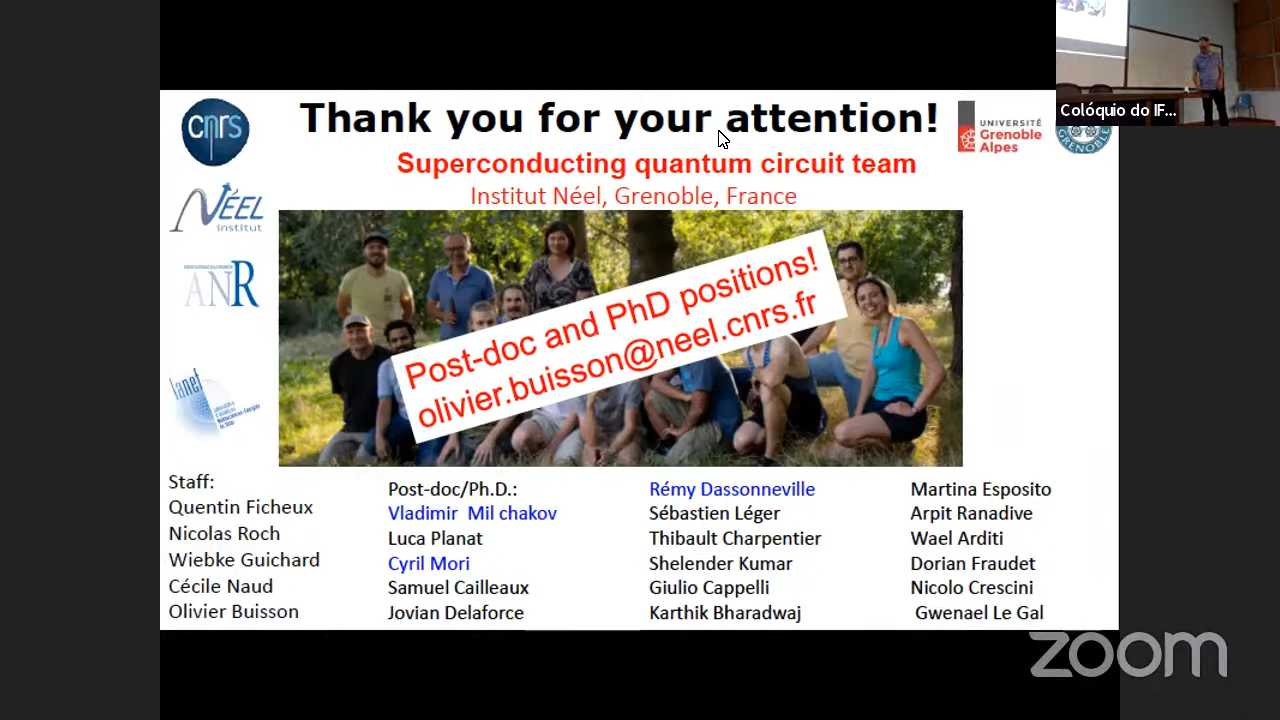 Thank you for your attention!
Superconducting quantum circuit team
Institut Néel, Grenoble, France
cnrs
NÉEL
institut
ANR
lanef
UNIVERSITÉ
Grenoble
Alpes
GRENOBLE
Colóquio do IF...
Post-doc and PhD positions!
olivier.buisson@neel.cnrs.fr
Staff:
Quentin Ficheux
Nicolas Roch
Wiebke Guichard
Cécile Naud
Olivier Buisson
Post-doc/Ph.D.:
Vladimir Mil chakov
Luca Planat
Cyril Mori
Samuel Cailleaux
Jovian Delaforce
Rémy Dassonneville
Sébastien Léger
Thibault Charpentier
Shelender Kumar
Giulio Cappelli
Karthik Bharadwaj
Martina Esposito
Arpit Ranadive
Wael Arditi
Dorian Fraudet
Nicolo Crescini
Gwenael Le Gal
zoom